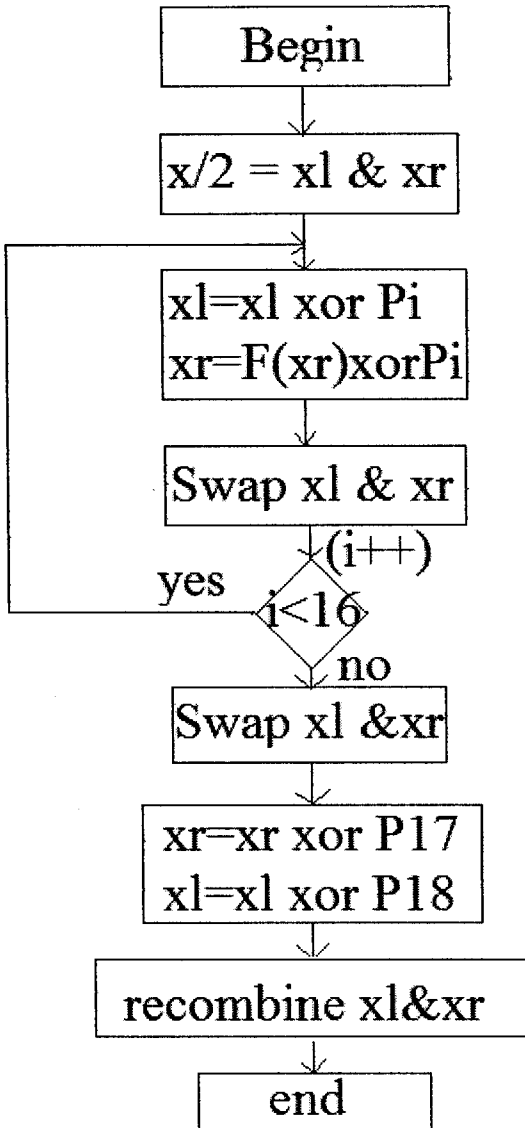 Begin
x/2 = xl & xr
xl=xl xor Pi
xr=F(xr)xorPi
Swap xl & xr
(i++)
yes
i<16
no
Swap xl &xr
xr=xr xor P17
xl=xl xor P18
recombine xl&xr
end